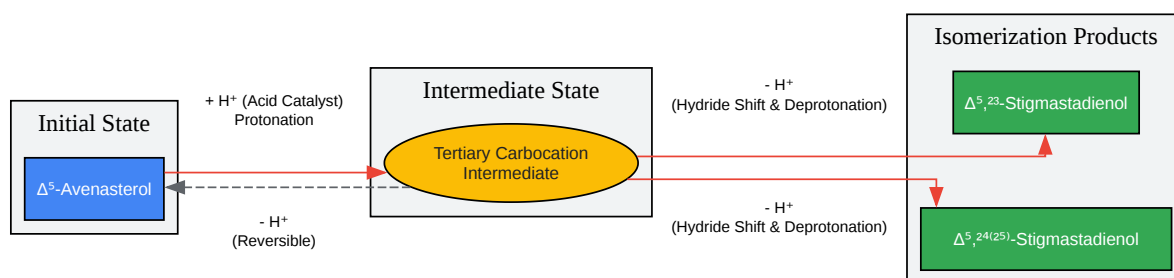 Initial State
Δ⁵-Avenasterol
+ H⁺ (Acid Catalyst)
Protonation
- H⁺
(Reversible)
Intermediate State
Tertiary Carbocation
Intermediate
- H⁺
(Hydride Shift & Deprotonation)
- H⁺
(Hydride Shift & Deprotonation)
Isomerization Products
Δ⁵,²³-Stigmastadienol
Δ⁵,²⁴⁽²⁵⁾-Stigmastadienol